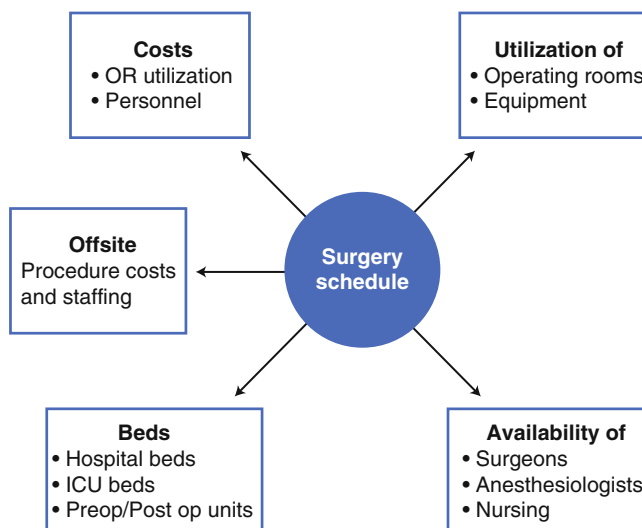 Costs
• OR utilization
• Personnel
Utilization of
• Operating rooms
• Equipment
Offsite
Procedure costs
and staffing
Surgery
schedule
Beds
• Hospital beds
• ICU beds
• Preop/Post op units
Availability of
• Surgeons
• Anesthesiologists
• Nursing